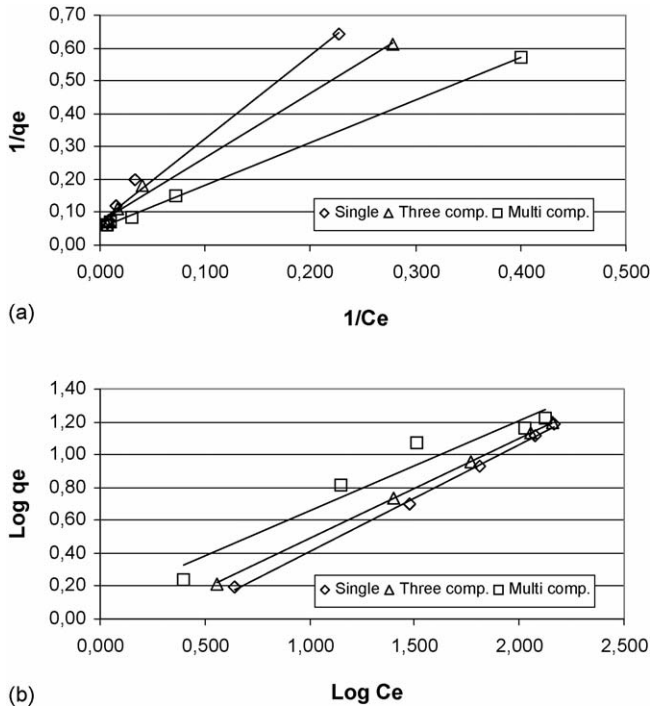 0,70
0,60
0,50
0,40
0,30
0,20
0,10
0,00
1/qe
Single Three comp. Multi comp.
0,000 0,100 0,200 0,300 0,400 0,500
(a)
1/Ce
1,40
1,20
1,00
0,80
0,60
0,40
0,20
0,00
Log qe
Single Three comp. Multi comp.
0,000 0,500 1,000 1,500 2,000 2,500
(b)
Log Ce